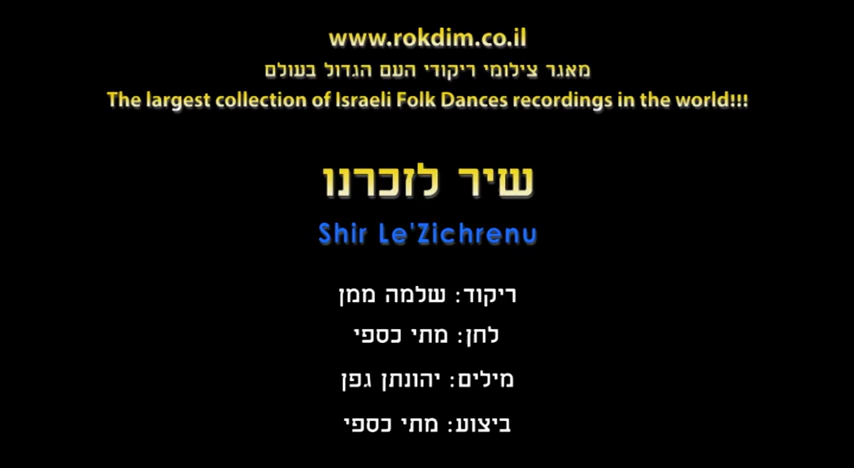 www.rokdim.co.il
מאגר צילומי ריקודי העם הגדול בעולם
The largest collection of Israeli Folk Dances recordings in the world!!!
שיר לזכרנו
Shir Le'Zichrenu
ריקוד: שלמה ממן
לחן: מתי כספי
מילים: יהונתן גפן
ביצוע: מתי כספי